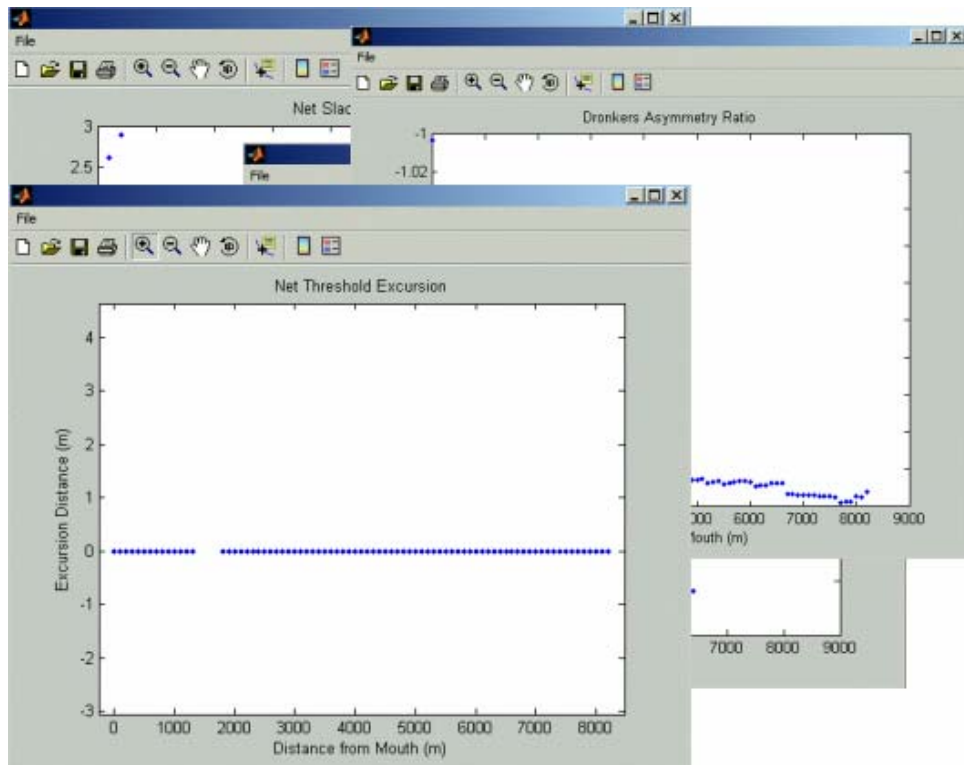 File
Net Slac
3
2.5
File
Dronkers Asymmetry Ratio
-1
-1.02
6000 7000 8000 9000
Mouth (m)
File
7000 8000 9000
File
Net Threshold Excursion
Excursion Distance (m)
4
3
2
1
0
-1
-2
-3
0 1000 2000 3000 4000 5000 6000 7000 8000
Distance from Mouth (m)